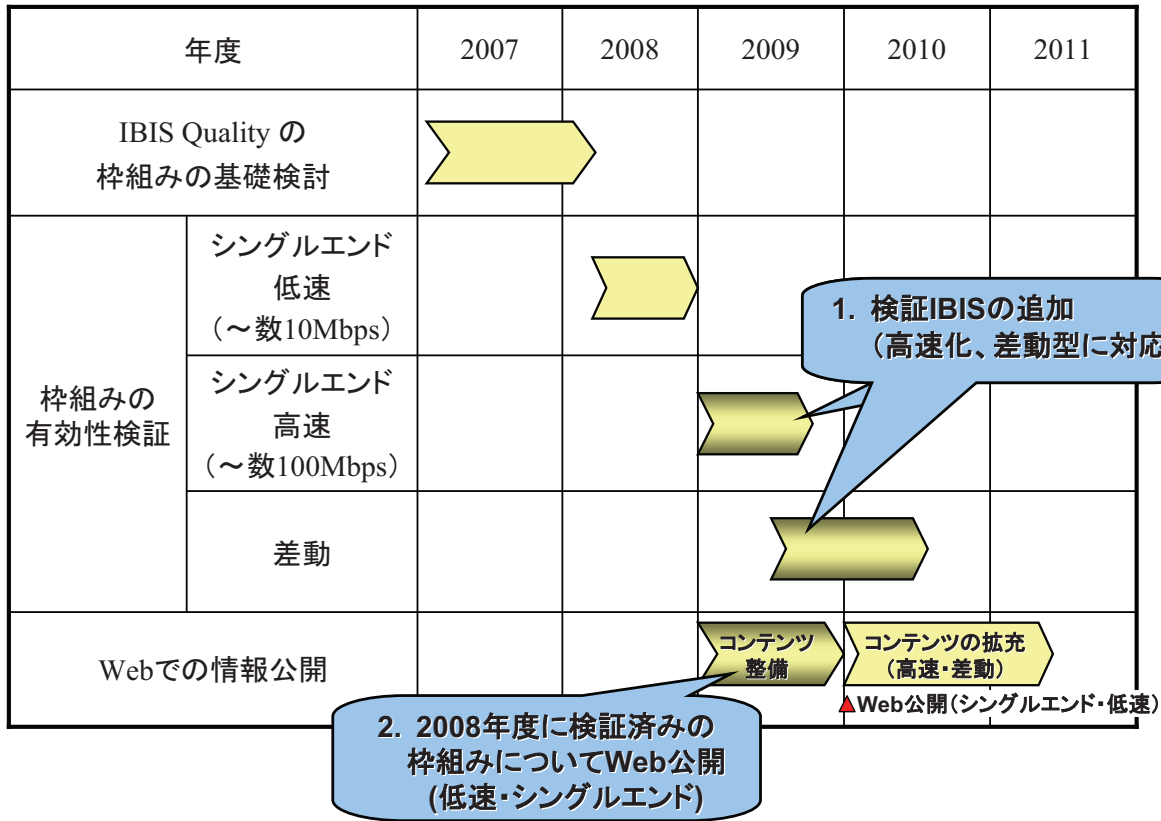 年度
2007
2008
2009
2010
2011
IBIS Quality の
枠組みの基礎検討
枠組みの
有効性検証
シングルエンド
低速
（～数10Mbps）
シングルエンド
高速
（～数100Mbps）
差動
1. 検証IBISの追加
（高速化、差動型に対応
Webでの情報公開
コンテンツ
整備
コンテンツの拡充
（高速・差動）
▲Web公開（シングルエンド・低速）
2. 2008年度に検証済みの
枠組みについてWeb公開
(低速・シングルエンド)